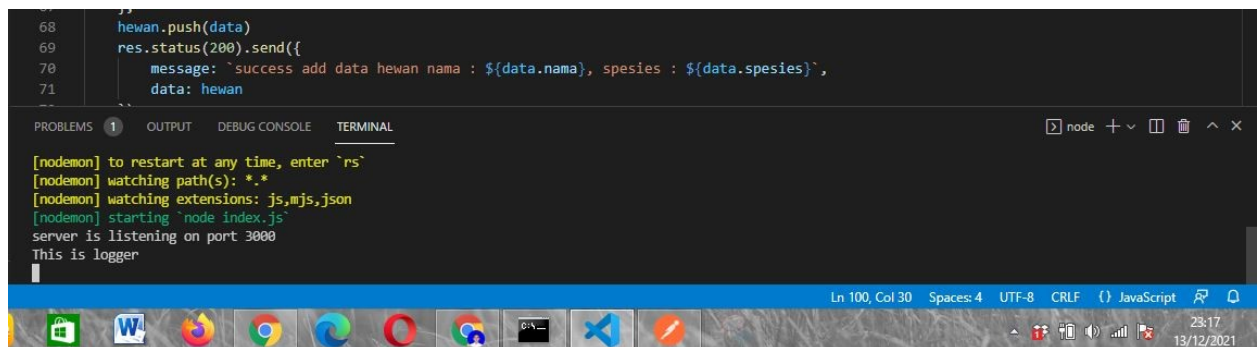 68 hewan.push(data)
69 res.status(200).send({
70 message: `success add data hewan nama : ${data.nama}, spesies : ${data.spesies}`,
71 data: hewan
PROBLEMS 1 OUTPUT DEBUG CONSOLE TERMINAL node
[nodemon] to restart at any time, enter `rs`
[nodemon] watching path(s): *.*
[nodemon] watching extensions: js,mjs,json
[nodemon] starting `node index.js`
server is listening on port 3000
This is logger
Ln 100, Col 30 Spaces: 4 UTF-8 CRLF {} JavaScript
23:17
13/12/2021